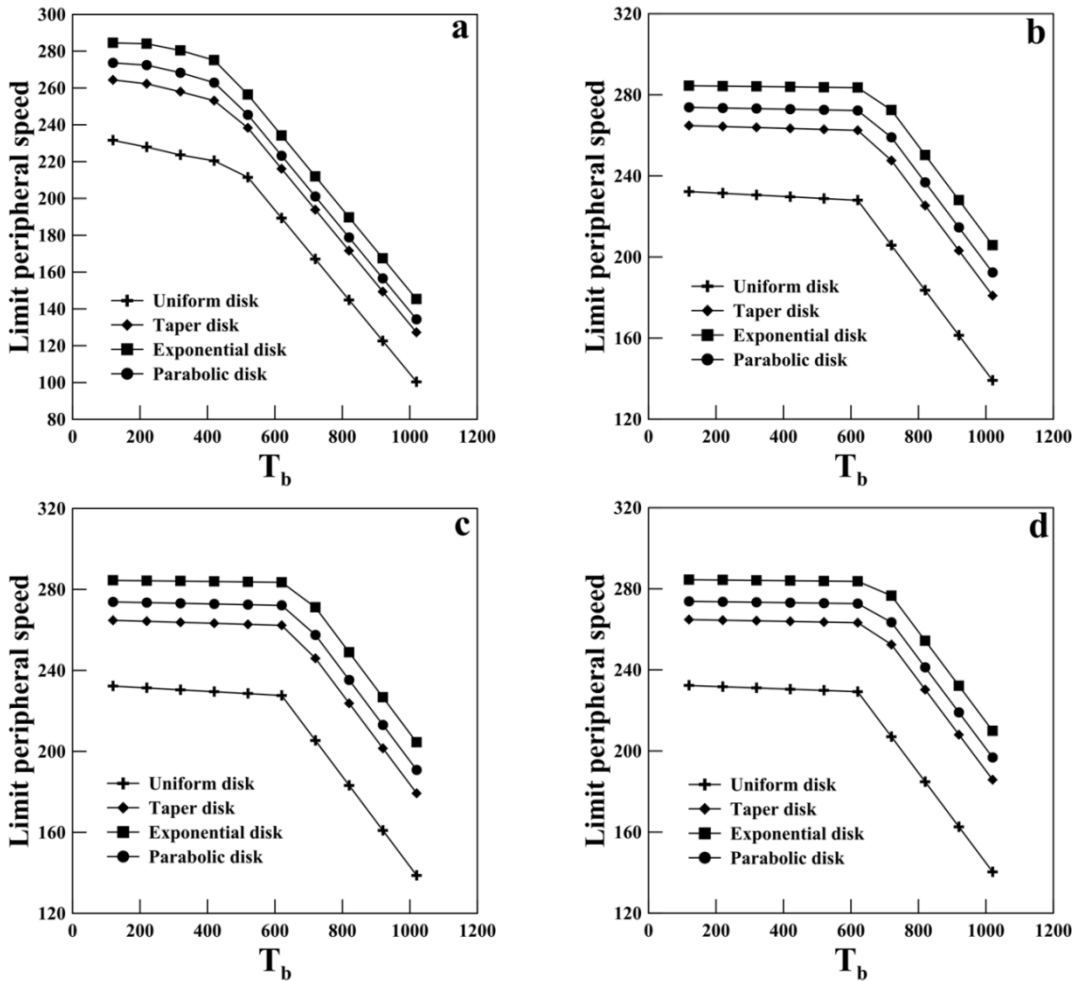 a
300
280
260
240
220
200
180
160
140
120
100
80
Limit peripheral speed
Uniform disk
Taper disk
Exponential disk
Parabolic disk
0 200 400 600 800 1000 1200
T_b
b
320
280
240
200
160
120
Limit peripheral speed
Uniform disk
Taper disk
Exponential disk
Parabolic disk
0 200 400 600 800 1000 1200
T_b
c
320
280
240
200
160
120
Limit peripheral speed
Uniform disk
Taper disk
Exponential disk
Parabolic disk
0 200 400 600 800 1000 1200
T_b
d
320
280
240
200
160
120
Limit peripheral speed
Uniform disk
Taper disk
Exponential disk
Parabolic disk
0 200 400 600 800 1000 1200
T_b